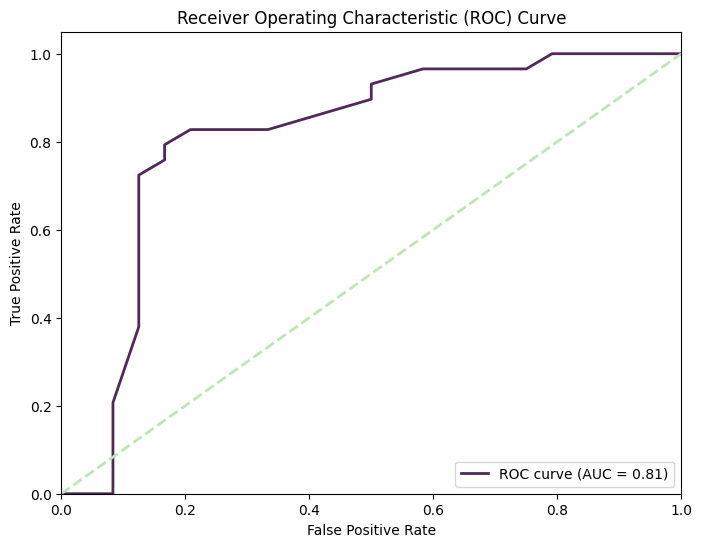 Receiver Operating Characteristic (ROC) Curve
1.0
0.8
0.6
0.4
0.2
0.0
True Positive Rate
ROC curve (AUC = 0.81)
0.0 0.2 0.4 0.6 0.8 1.0
False Positive Rate